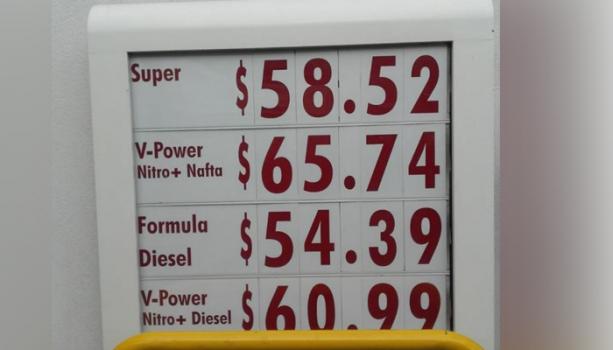 Super $58.52
V-Power $65.74
Nitro+ Nafta
Formula $54.39
Diesel
V-Power $60.99
Nitro+ Diesel